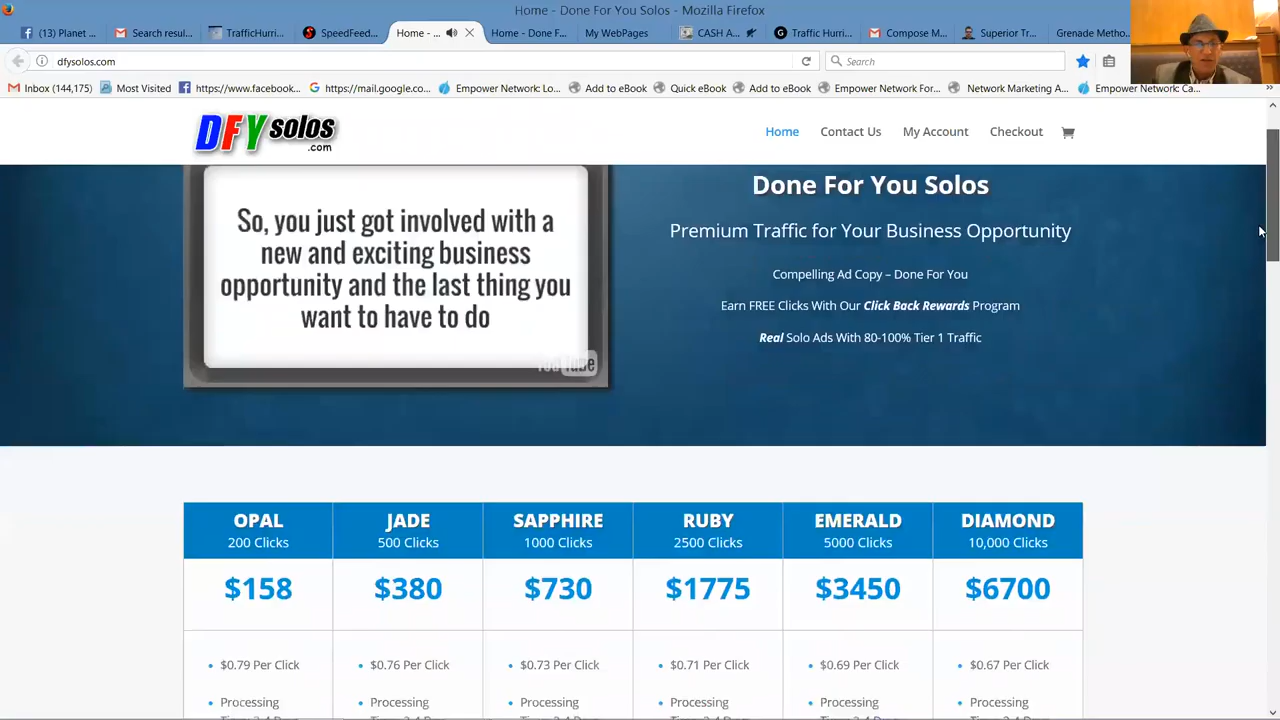 Home - Done For You Solos - Mozilla Firefox
(13) Planet ...
Search resul...
TrafficHurri...
SpeedFeed...
Home - ...
Home - Done F...
My WebPages
CASH A...
Traffic Hurri...
Compose M...
Superior Tr...
Grenade Metho...
dfysolos.com
Search
Inbox (144,175)
Most Visited
https://www.facebook...
https://mail.google.co...
Empower Network: Lo...
Add to eBook
Quick eBook
Add to eBook
Empower Network For...
Network Marketing A...
Empower Network: Ca...
DFY solos
.com
Home
Contact Us
My Account
Checkout
So, you just got involved with a
new and exciting business
opportunity and the last thing you
want to have to do
YouTube
Done For You Solos
Premium Traffic for Your Business Opportunity
Compelling Ad Copy – Done For You
Earn FREE Clicks With Our Click Back Rewards Program
Real Solo Ads With 80-100% Tier 1 Traffic
OPAL
200 Clicks
$158
• $0.79 Per Click
• Processing
JADE
500 Clicks
$380
• $0.76 Per Click
• Processing
SAPPHIRE
1000 Clicks
$730
• $0.73 Per Click
• Processing
RUBY
2500 Clicks
$1775
• $0.71 Per Click
• Processing
EMERALD
5000 Clicks
$3450
• $0.69 Per Click
• Processing
DIAMOND
10,000 Clicks
$6700
• $0.67 Per Click
• Processing